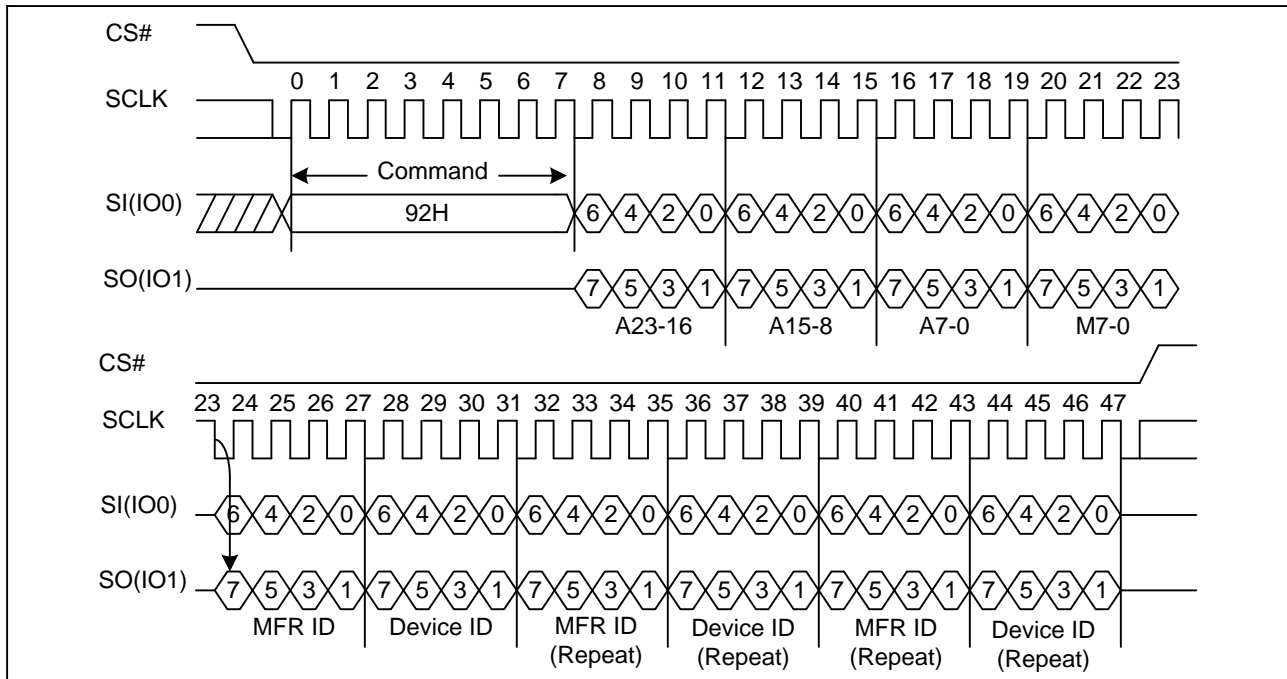 CS#
0 1 2 3 4 5 6 7 8 9 10 11 12 13 14 15 16 17 18 19 20 21 22 23
SCLK
Command
SI(IO0)
92H
6 4 2 0 6 4 2 0 6 4 2 0 6 4 2 0
SO(IO1)
7 5 3 1 7 5 3 1 7 5 3 1 7 5 3 1
A23-16 A15-8 A7-0 M7-0
CS#
23 24 25 26 27 28 29 30 31 32 33 34 35 36 37 38 39 40 41 42 43 44 45 46 47
SCLK
SI(IO0)
6 4 2 0 6 4 2 0 6 4 2 0 6 4 2 0 6 4 2 0 6 4 2 0
SO(IO1)
7 5 3 1 7 5 3 1 7 5 3 1 7 5 3 1 7 5 3 1 7 5 3 1
MFR ID Device ID MFR ID Device ID MFR ID Device ID
(Repeat) (Repeat) (Repeat) (Repeat)